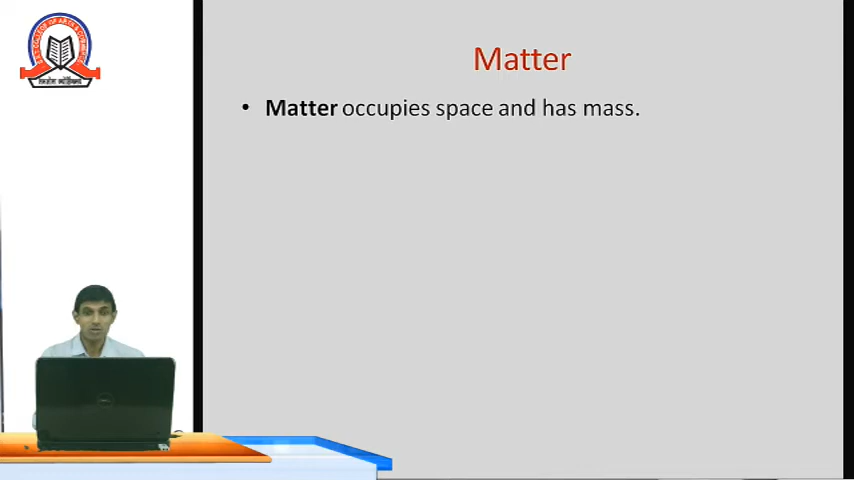 Matter
• Matter occupies space and has mass.